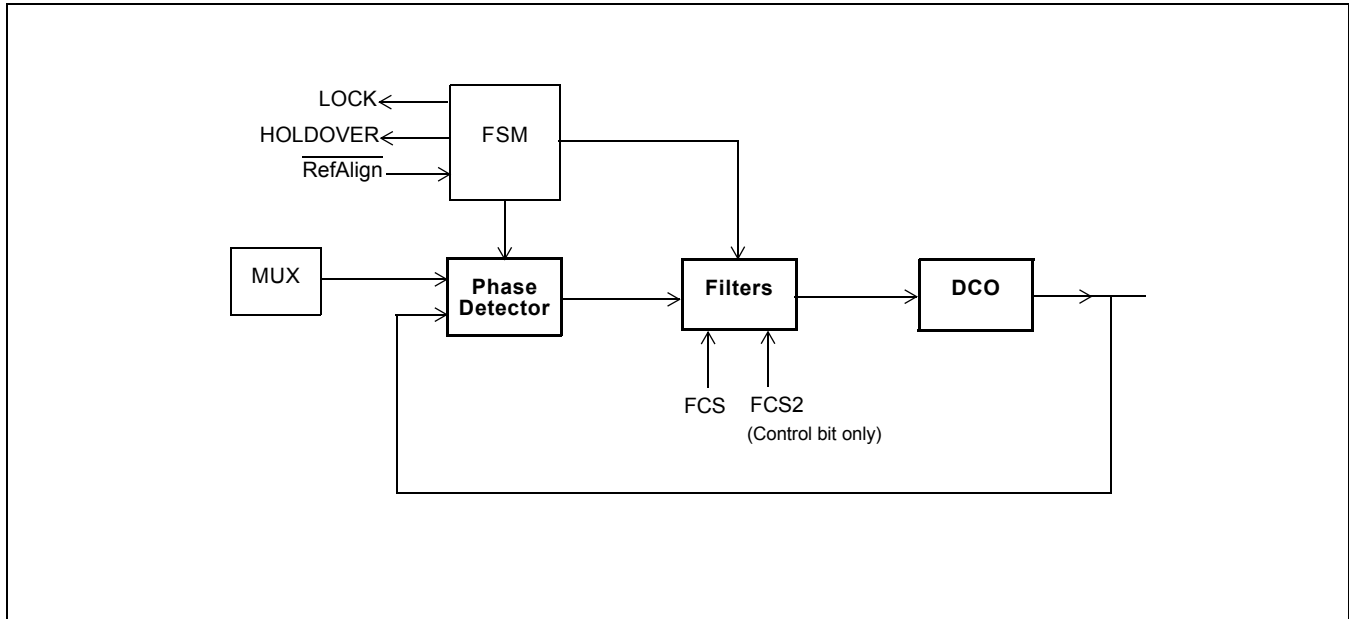 LOCK
HOLDOVER
FSM
RefAlign
MUX
Phase
Detector
Filters
DCO
FCS
FCS2
(Control bit only)